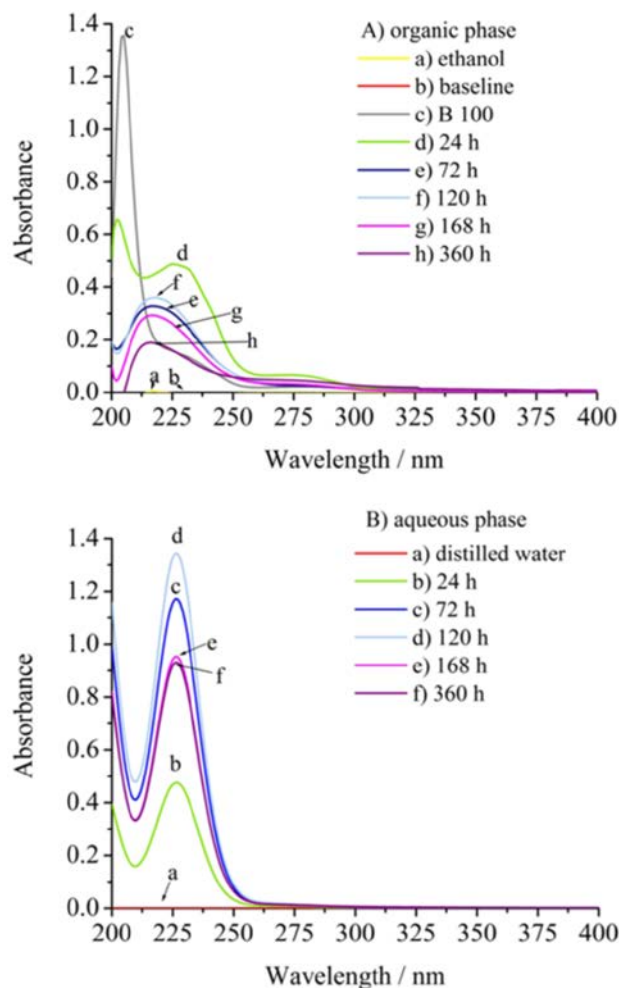 A) organic phase
a) ethanol
b) baseline
c) B 100
d) 24 h
e) 72 h
f) 120 h
g) 168 h
h) 360 h
Absorbance
1.4
1.2
1.0
0.8
0.6
0.4
0.2
0.0
c
d
f
e
g
h
a
b
200 225 250 275 300 325 350 375 400
Wavelength / nm
B) aqueous phase
a) distilled water
b) 24 h
c) 72 h
d) 120 h
e) 168 h
f) 360 h
Absorbance
1.4
1.2
1.0
0.8
0.6
0.4
0.2
0.0
d
c
e
f
b
a
200 225 250 275 300 325 350 375 400
Wavelength / nm